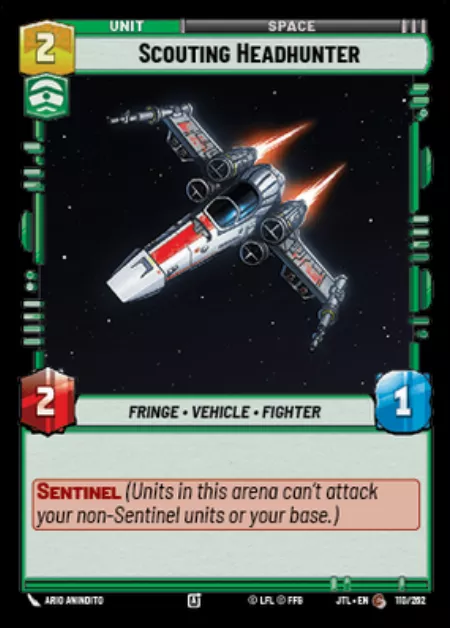 UNIT
SPACE
2
SCOUTING HEADHUNTER
2
FRINGE • VEHICLE • FIGHTER
1
SENTINEL (Units in this arena can't attack
your non-Sentinel units or your base.)
ARIO ANINDITO
© LFL © FFG
JTL • EN
110/262